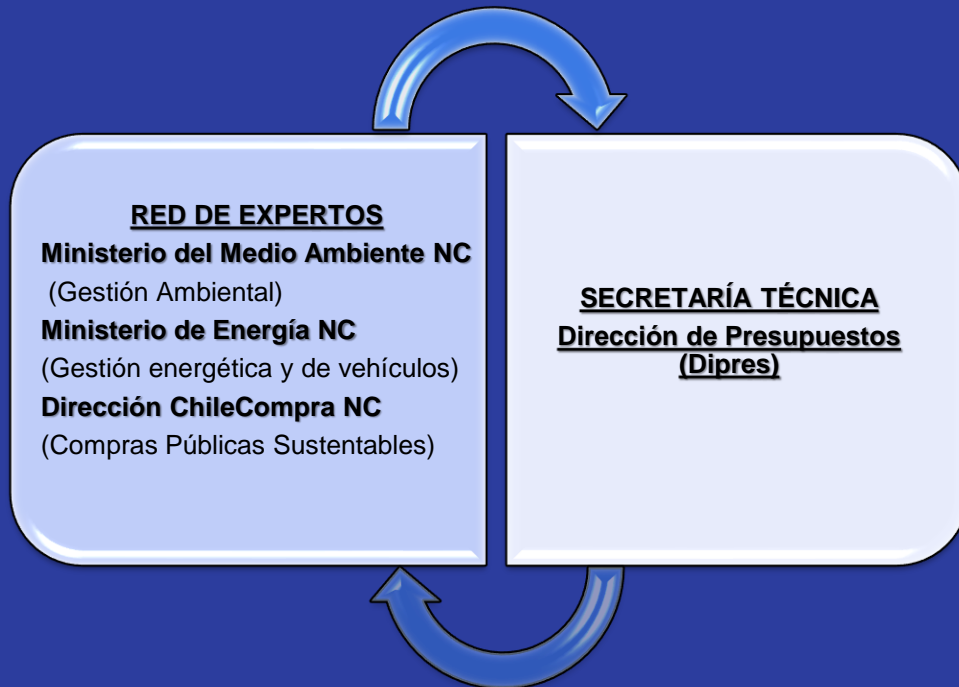 RED DE EXPERTOS
Ministerio del Medio Ambiente NC
(Gestión Ambiental)
Ministerio de Energía NC
(Gestión energética y de vehículos)
Dirección ChileCompra NC
(Compras Públicas Sustentables)
SECRETARÍA TÉCNICA
Dirección de Presupuestos
(Dipres)